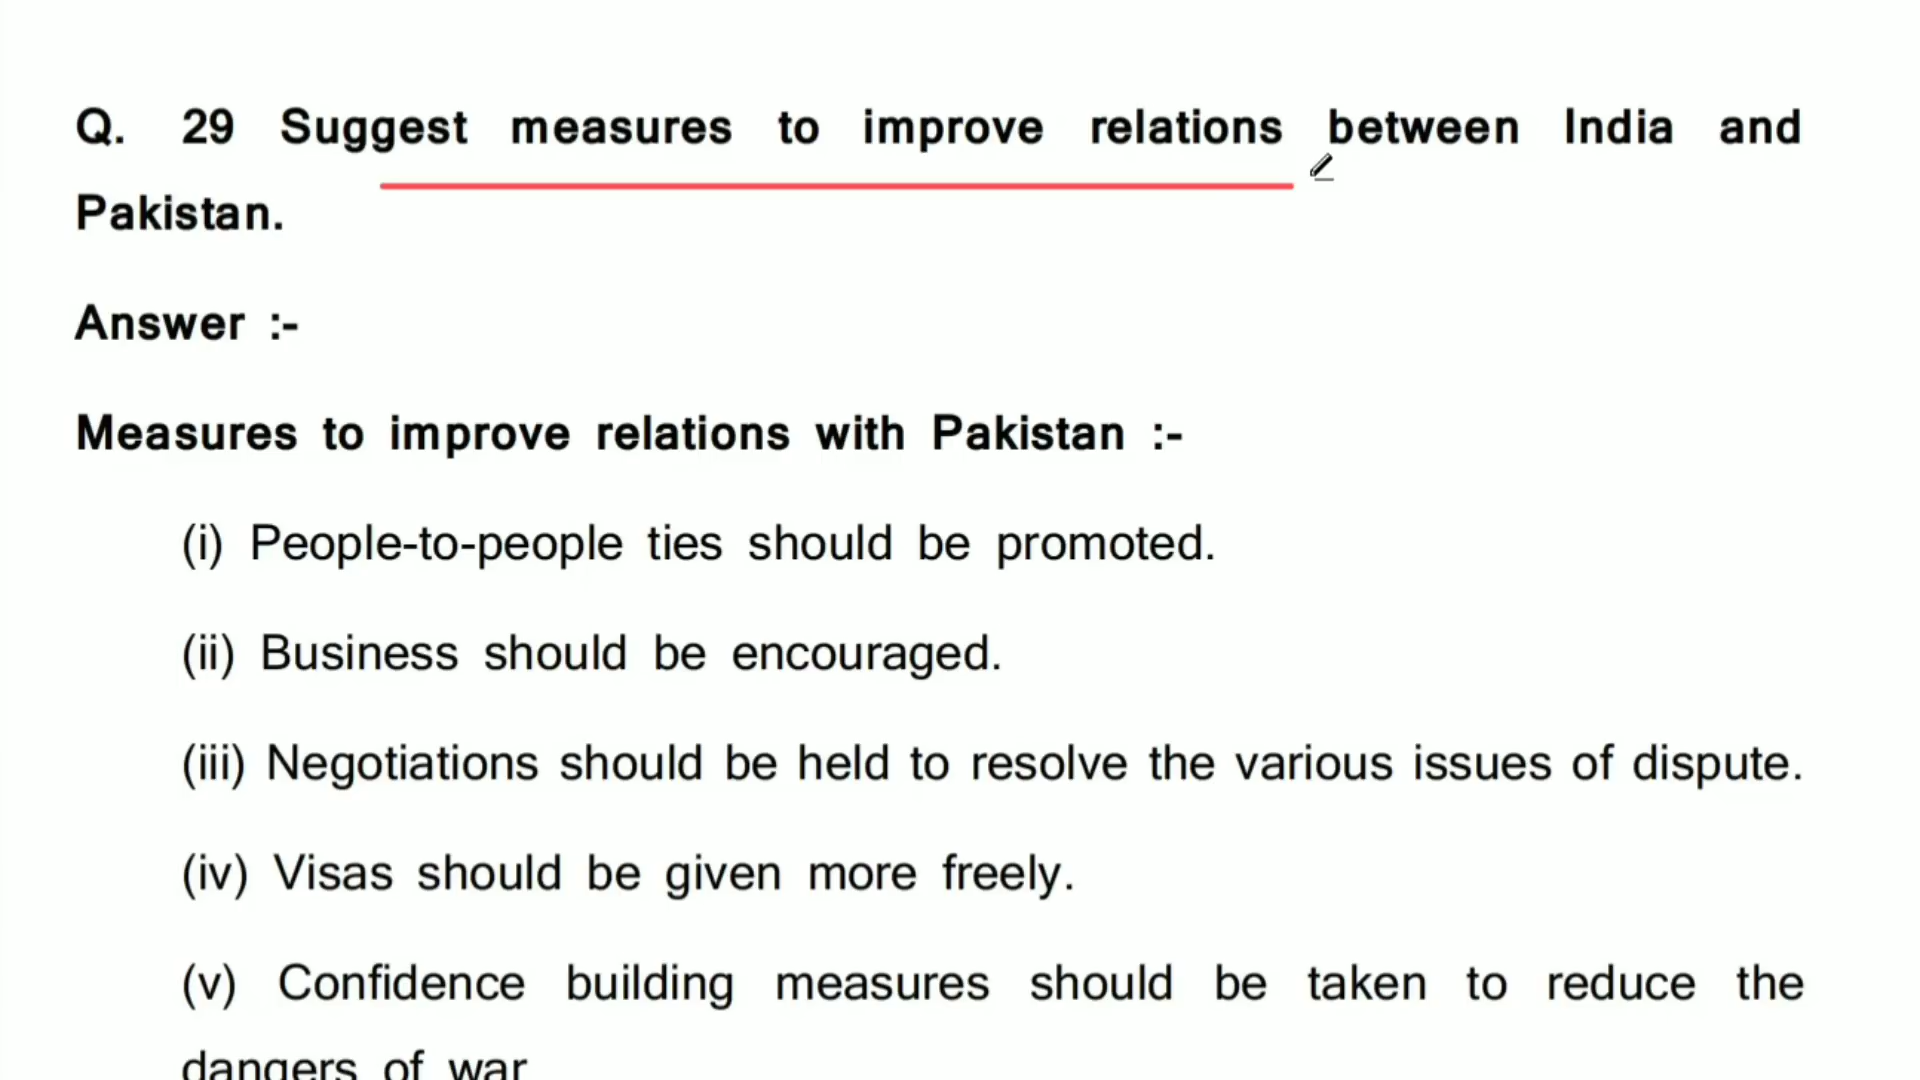 Q. 29 Suggest measures to improve relations between India and
Pakistan.
Answer :-
Measures to improve relations with Pakistan :-
(i) People-to-people ties should be promoted.
(ii) Business should be encouraged.
(iii) Negotiations should be held to resolve the various issues of dispute.
(iv) Visas should be given more freely.
(v) Confidence building measures should be taken to reduce the
dangers of war